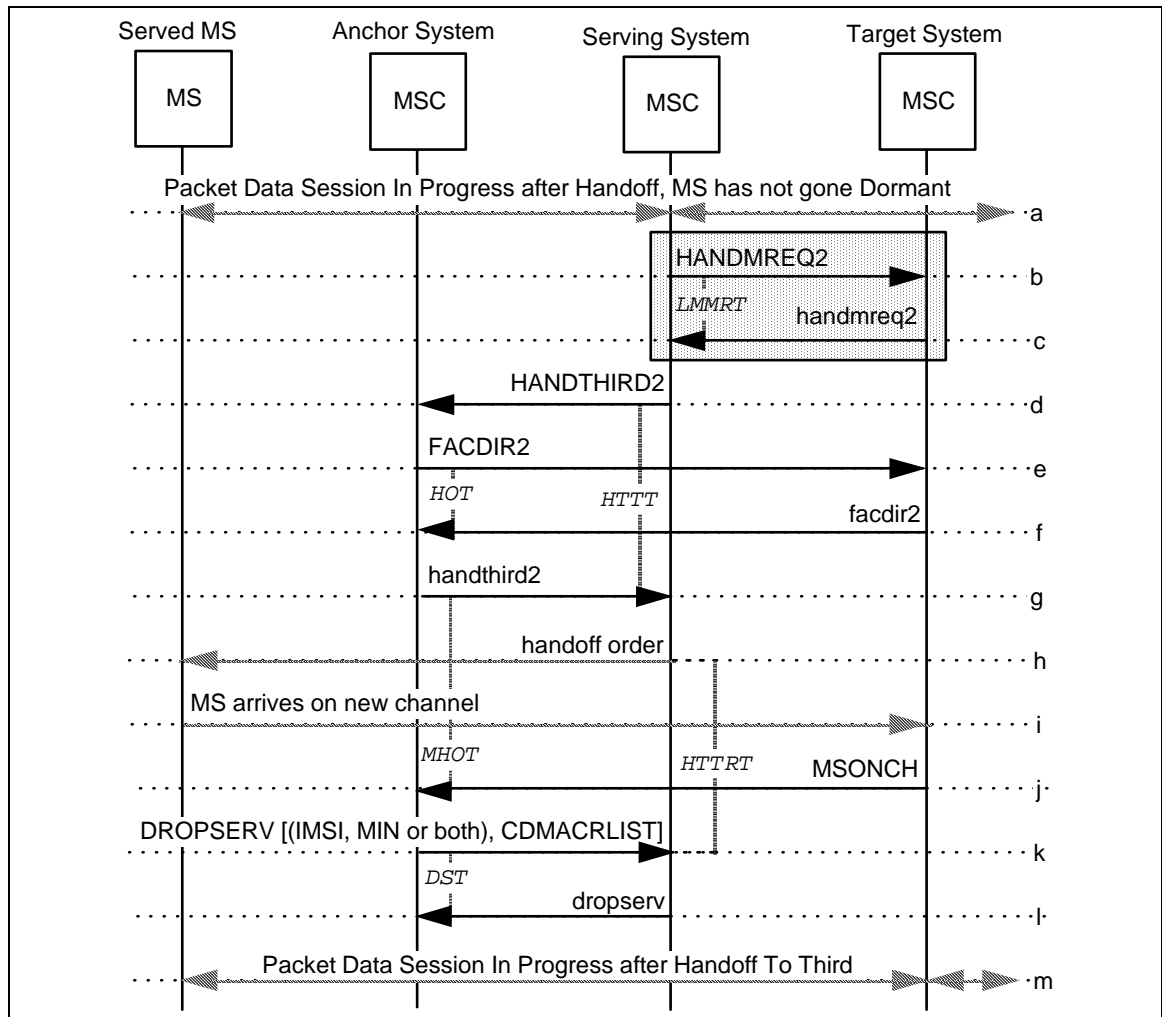 Served MS
Anchor System
Serving System
Target System
MS
MSC
MSC
MSC
Packet Data Session In Progress after Handoff, MS has not gone Dormant
a
HANDMREQ2
b
LMMRT
handmreq2
c
HANDTHIRD2
d
FACDIR2
e
HOT
HTTT
facdir2
f
handthird2
g
handoff order
h
MS arrives on new channel
i
MHOT
HTTRT
MSONCH
j
DROPSERV [(IMSI, MIN or both), CDMACRLIST]
k
DST
dropserv
l
Packet Data Session In Progress after Handoff To Third
m